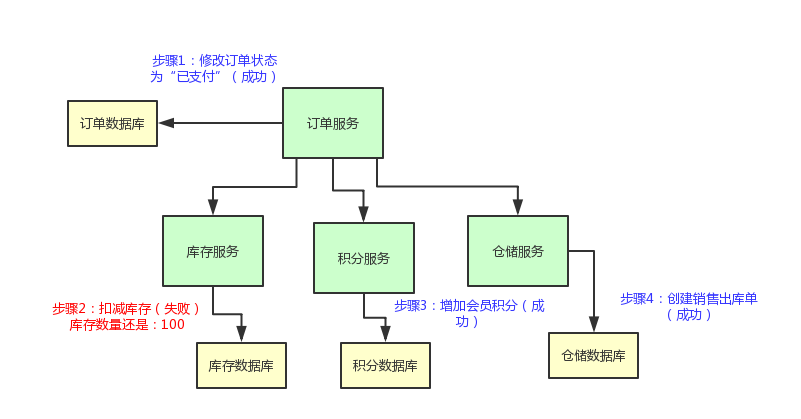 步骤1：修改订单状态
为“已支付”（成功）
订单数据库
订单服务
库存服务
积分服务
仓储服务
步骤2：扣减库存（失败）
库存数量还是：100
步骤3：增加会员积分（成
功）
步骤4：创建销售出库单
（成功）
库存数据库
积分数据库
仓储数据库